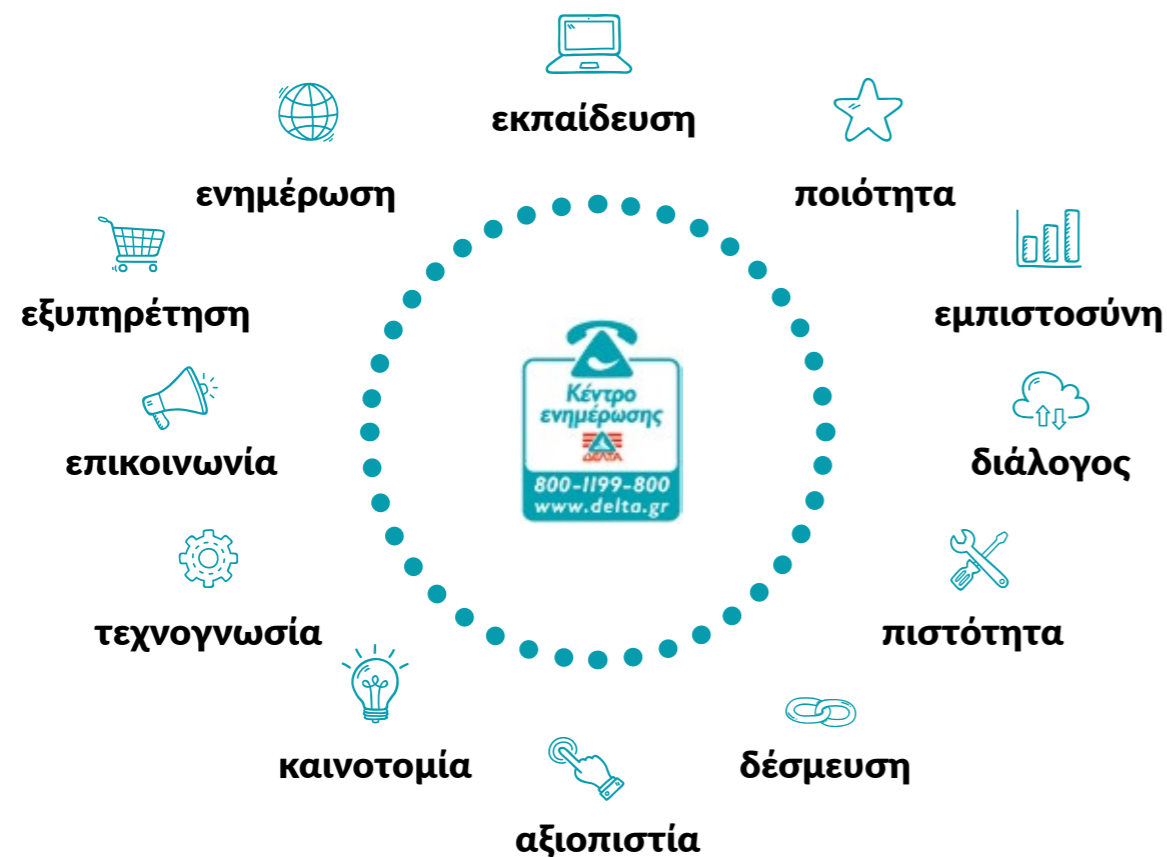 εκπαίδευση
ενημέρωση
ποιότητα
εξυπηρέτηση
εμπιστοσύνη
Κέντρο
ενημέρωσης
ΔΕΛΤΑ
800-1199-800
www.delta.gr
επικοινωνία
διάλογος
τεχνογνωσία
πιστότητα
καινοτομία
δέσμευση
αξιοπιστία